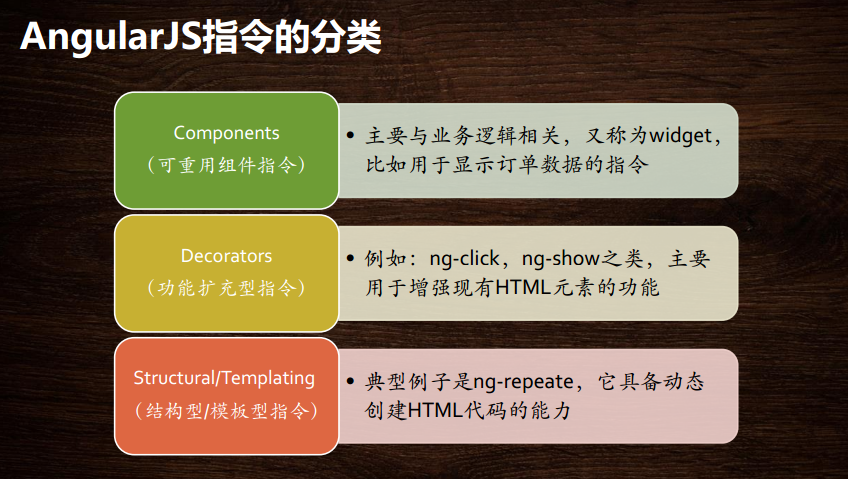 AngularJS指令的分类
Components
（可重用组件指令）
• 主要与业务逻辑相关，又称为widget，
比如用于显示订单数据的指令
Decorators
（功能扩充型指令）
• 例如：ng-click，ng-show之类，主要
用于增强现有HTML元素的功能
Structural/Templating
（结构型/模板型指令）
• 典型例子是ng-repeate，它具备动态
创建HTML代码的能力